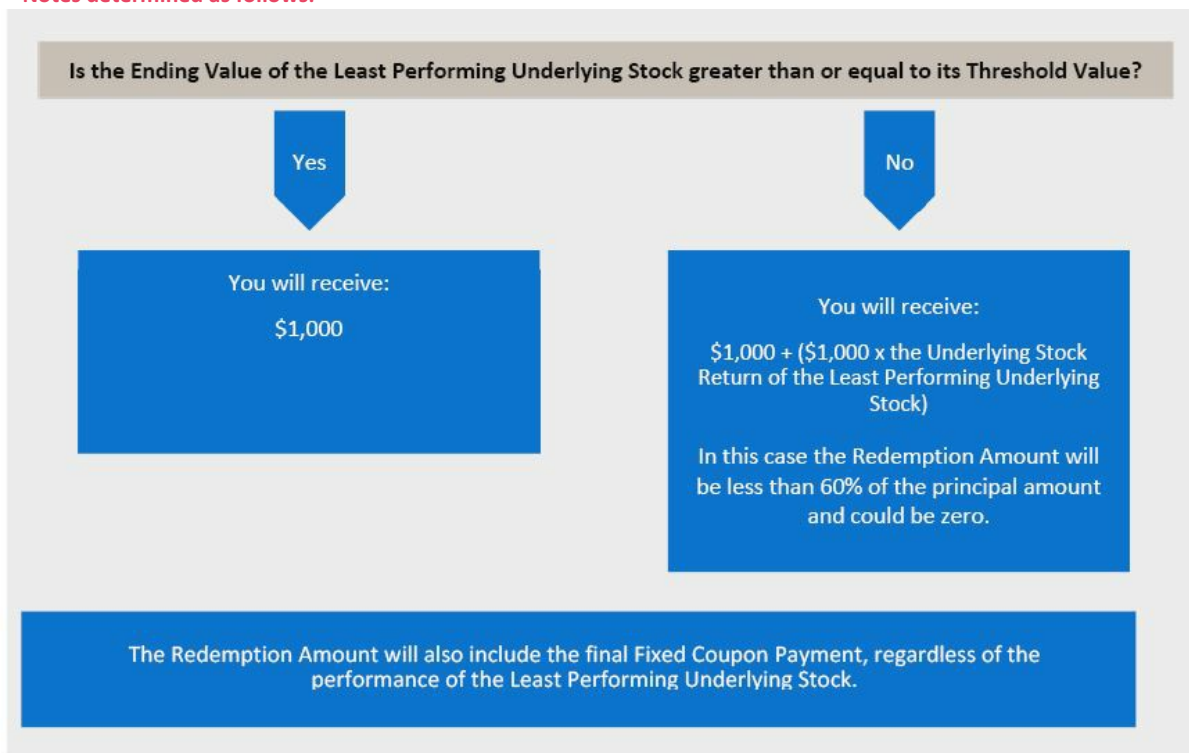 Notes determined as follows:
Is the Ending Value of the Least Performing Underlying Stock greater than or equal to its Threshold Value?
Yes
No
You will receive:
$1,000
You will receive:
$1,000 + ($1,000 x the Underlying Stock
Return of the Least Performing Underlying
Stock)
In this case the Redemption Amount will
be less than 60% of the principal amount
and could be zero.
The Redemption Amount will also include the final Fixed Coupon Payment, regardless of the
performance of the Least Performing Underlying Stock.